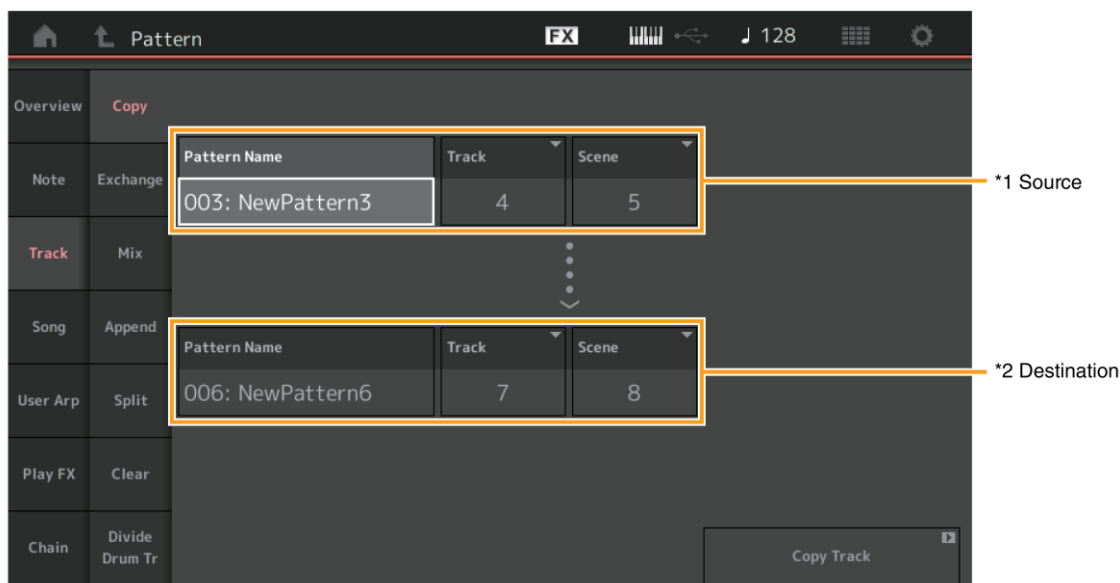 Pattern
FX
128
Overview
Copy
Pattern Name
Track
Scene
Note
Exchange
003: NewPattern3
4
5
*1 Source
Track
Mix
Song
Append
Pattern Name
Track
Scene
*2 Destination
User Arp
Split
006: NewPattern6
7
8
Play FX
Clear
Chain
Divide
Drum Tr
Copy Track